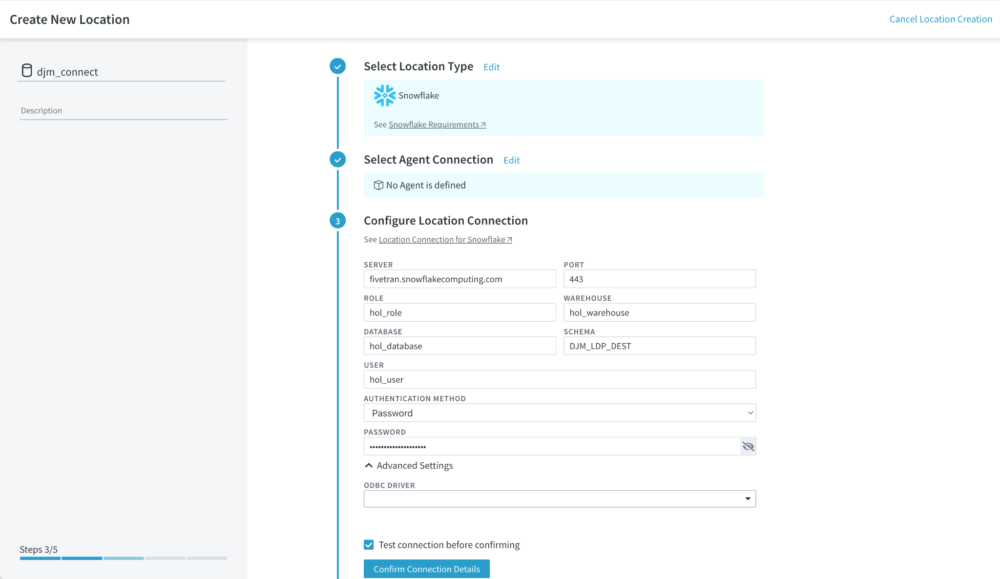 Create New Location
Cancel Location Creation
djm_connect
Description
Steps 3/5
Select Location Type Edit
Snowflake
See Snowflake Requirements
Select Agent Connection Edit
No Agent is defined
3 Configure Location Connection
See Location Connection for Snowflake
SERVER
fivetran.snowflakecomputing.com
PORT
443
ROLE
hol_role
WAREHOUSE
hol_warehouse
DATABASE
hol_database
SCHEMA
DJM_LDP_DEST
USER
hol_user
AUTHENTICATION METHOD
Password
PASSWORD
••••••••••••••••••••
Advanced Settings
ODBC DRIVER
Test connection before confirming
Confirm Connection Details